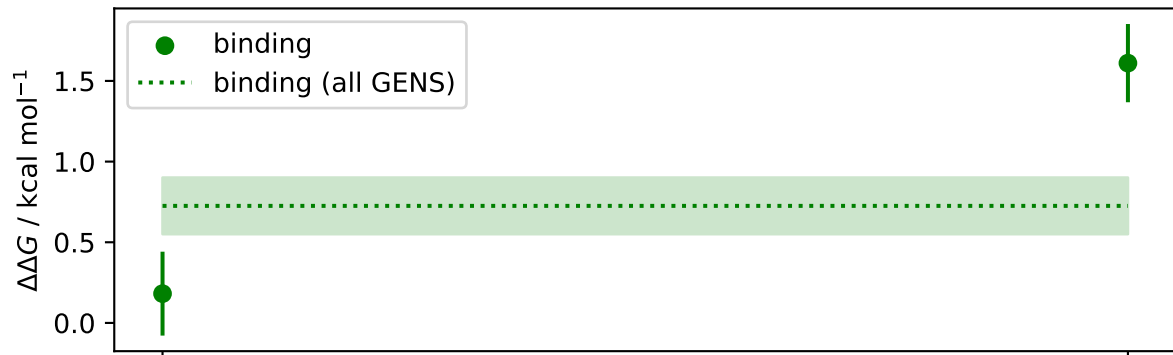 binding
binding (all GENS)
ΔΔG / kcal mol⁻¹
1.5
1.0
0.5
0.0